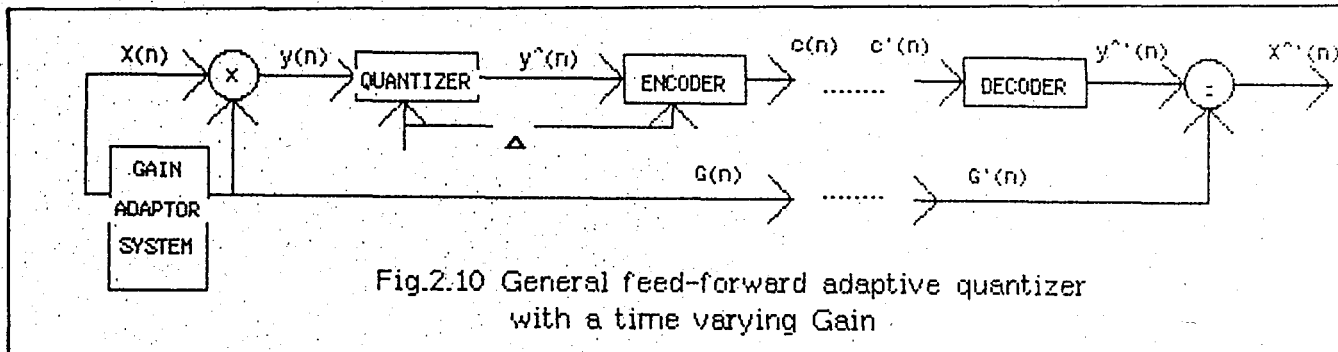 X(n) y(n) QUANTIZER y^(n) ENCODER c(n) c'(n) DECODER y^'(n) X^'(n)
x :
Δ
GAIN ADAPTOR SYSTEM
G(n) G'(n)
Fig.2.10 General feed-forward adaptive quantizer
with a time varying Gain